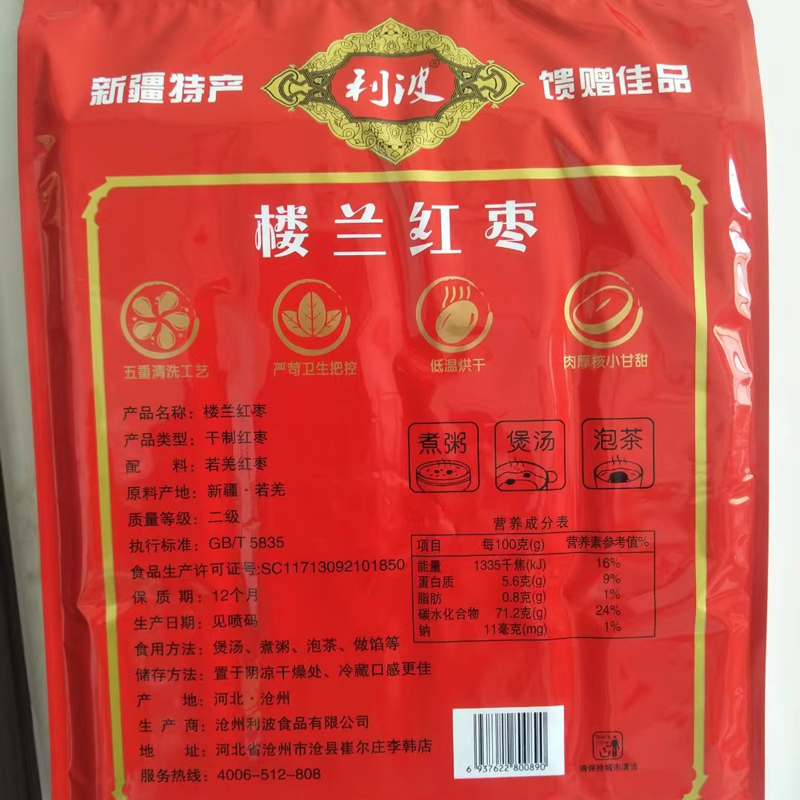 新疆特产
利波®
馈赠佳品
楼兰红枣
五重清洗工艺
严苛卫生把控
低温烘干
肉厚核小甘甜
产品名称：楼兰红枣
产品类型：干制红枣
配　　料：若羌红枣
原料产地：新疆·若羌
质量等级：二级
执行标准：GB/T 5835
食品生产许可证号:SC11713092101850
保 质 期：12个月
生产日期：见喷码
食用方法：煲汤、煮粥、泡茶、做馅等
储存方法：置于阴凉干燥处、冷藏口感更佳
产　　地：河北·沧州
生 产 商：沧州利波食品有限公司
地　　址：河北省沧州市沧县崔尔庄李韩店
服务热线：4006-512-808
煮粥
煲汤
泡茶
营养成分表
项目 每100克(g) 营养素参考值%
能量 1335千焦(kJ) 16%
蛋白质 5.6克(g) 9%
脂肪 0.8克(g) 1%
碳水化合物 71.2克(g) 24%
钠 11毫克(mg) 1%
6 937622 800890
请保持城市清洁